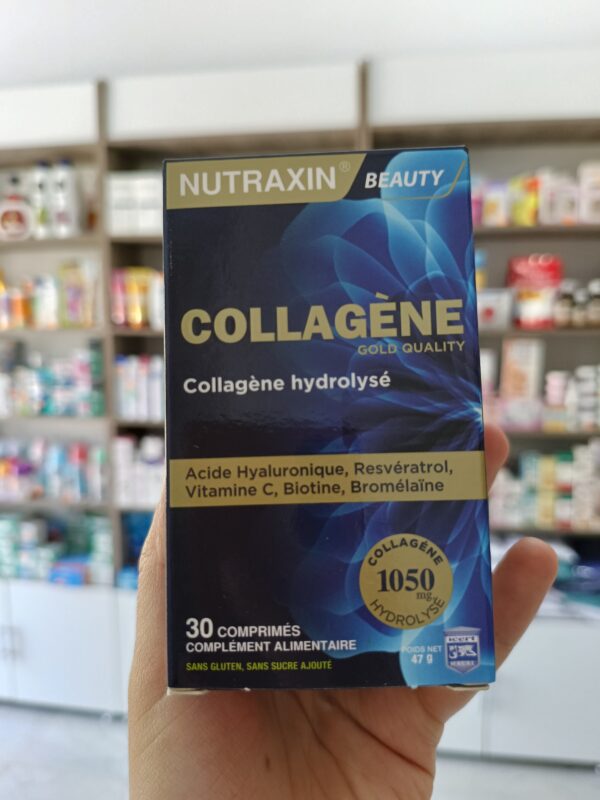 NUTRAXIN® BEAUTY
COLLAGÈNE
GOLD QUALITY
Collagène hydrolysé
Acide Hyaluronique, Resvératrol,
Vitamine C, Biotine, Bromélaïne
COLLAGÉNE
1050
mg
HYDROLYSÉ
30 COMPRIMÉS
COMPLÉMENT ALIMENTAIRE
SANS GLUTEN, SANS SUCRE AJOUTÉ
POIDS NET
47 g